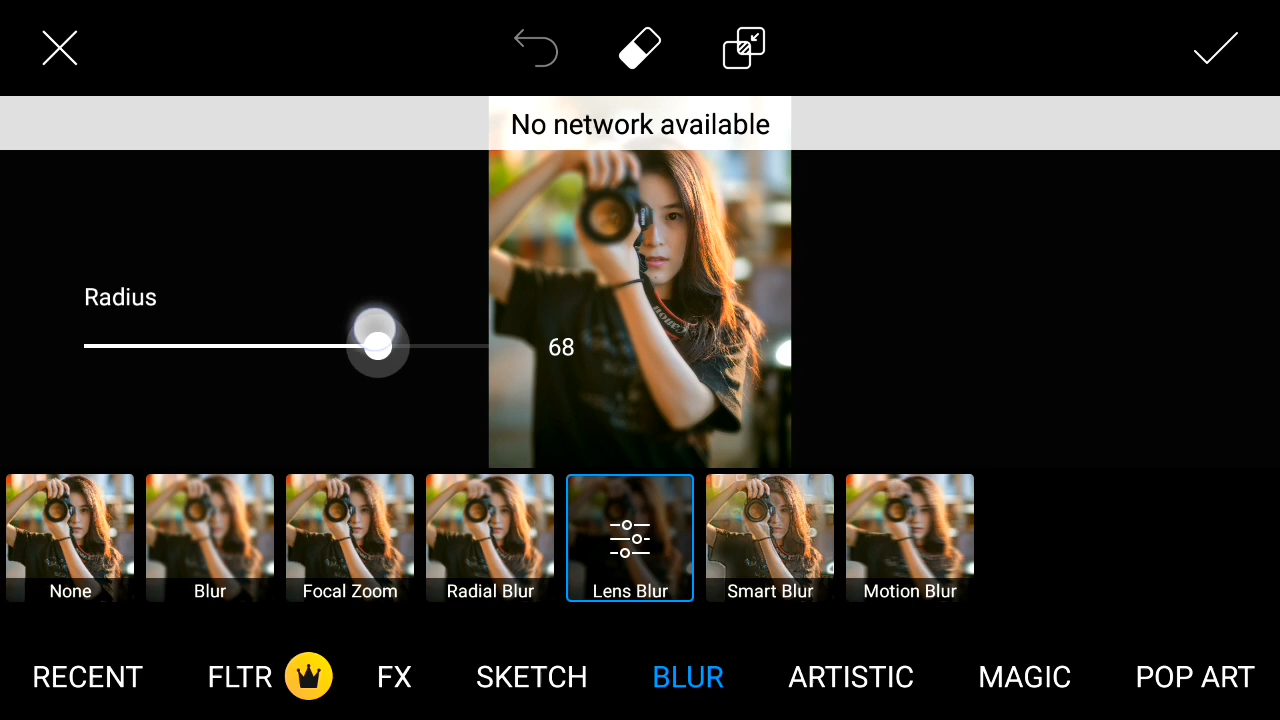 No network available
Radius
68
Canon
None
Blur
Focal Zoom
Radial Blur
Lens Blur
Smart Blur
Motion Blur
RECENT
FLTR
FX
SKETCH
BLUR
ARTISTIC
MAGIC
POP ART